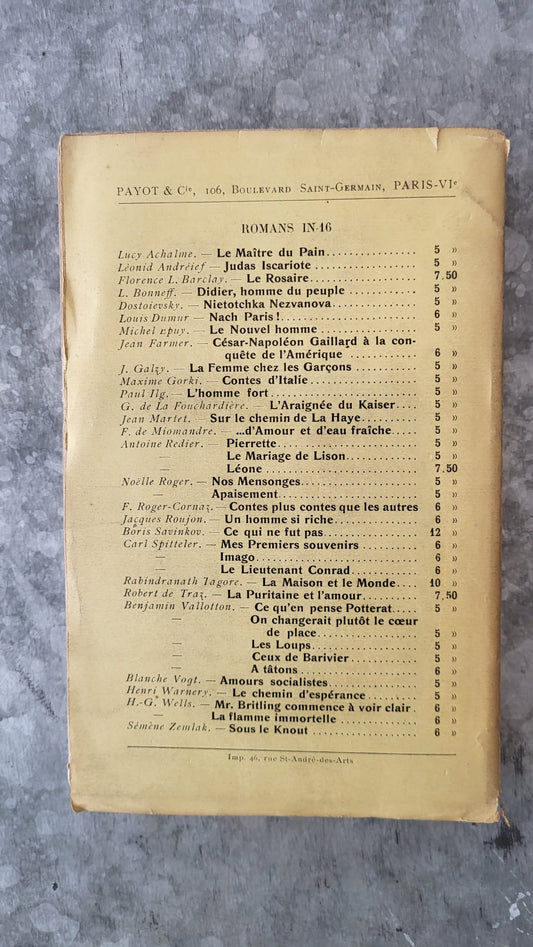 PAYOT & Cie, 106, Boulevard Saint-Germain, PARIS-VIe
ROMANS IN-16
Lucy Achalme. — Le Maître du Pain................ 5 »
Léonid Andréief — Judas Iscariote .................. 5 »
Florence L. Barclay. — Le Rosaire................... 7.50
L. Bonneff. — Didier, homme du peuple ............ 5 »
Dostoïevsky. — Nietotchka Nezvanova.............. 5 »
Louis Dumur — Nach Paris !........................ 6 »
Michel Epuy. — Le Nouvel homme ................ 5 »
Jean Farmer. — César-Napoléon Gaillard à la con-
quête de l'Amérique ............ 6 »
J. Galzy. — La Femme chez les Garçons .......... 5 »
Maxime Gorki. — Contes d'Italie.................. 5 »
Paul Ilg. — L'homme fort......................... 6 »
G. de La Fouchardière. — L'Araignée du Kaiser.... 5 »
Jean Martet. — Sur le chemin de La Haye.......... 5 »
F. de Miomandre. — ...d'Amour et d'eau fraîche..... 5 »
Antoine Redier. — Pierrette........................ 5 »
Le Mariage de Lison............ 5 »
— Léone .......................... 7.50
Noëlle Roger. — Nos Mensonges.................... 5 »
— Apaisement........................ 5 »
F. Roger-Cornaz. — Contes plus contes que les autres 6 »
Jacques Roujon. — Un homme si riche.............. 6 »
Boris Savinkov. — Ce qui ne fut pas................ 12 »
Carl Spitteler. — Mes Premiers souvenirs .......... 6 »
— Imago............................ 6 »
— Le Lieutenant Conrad............ 6 »
Rabindranath Tagore. — La Maison et le Monde.... 10 »
Robert de Traz. — La Puritaine et l'amour.......... 7,50
Benjamin Vallotton. — Ce qu'en pense Potterat..... 5 »
— On changerait plutôt le cœur
de place................. 5 »
— Les Loups.................. 5 »
— Ceux de Barivier............ 5 »
— A tâtons.................... 6 »
Blanche Vogt. — Amours socialistes................ 5 »
Henri Warnery. — Le chemin d'espérance.......... 5 »
H.-G. Wells. — Mr. Britling commence à voir clair . 6 »
— La flamme immortelle ............. 6 »
Sémène Zemlak. — Sous le Knout .................. 6 »
Imp. 46, rue St-André-des-Arts